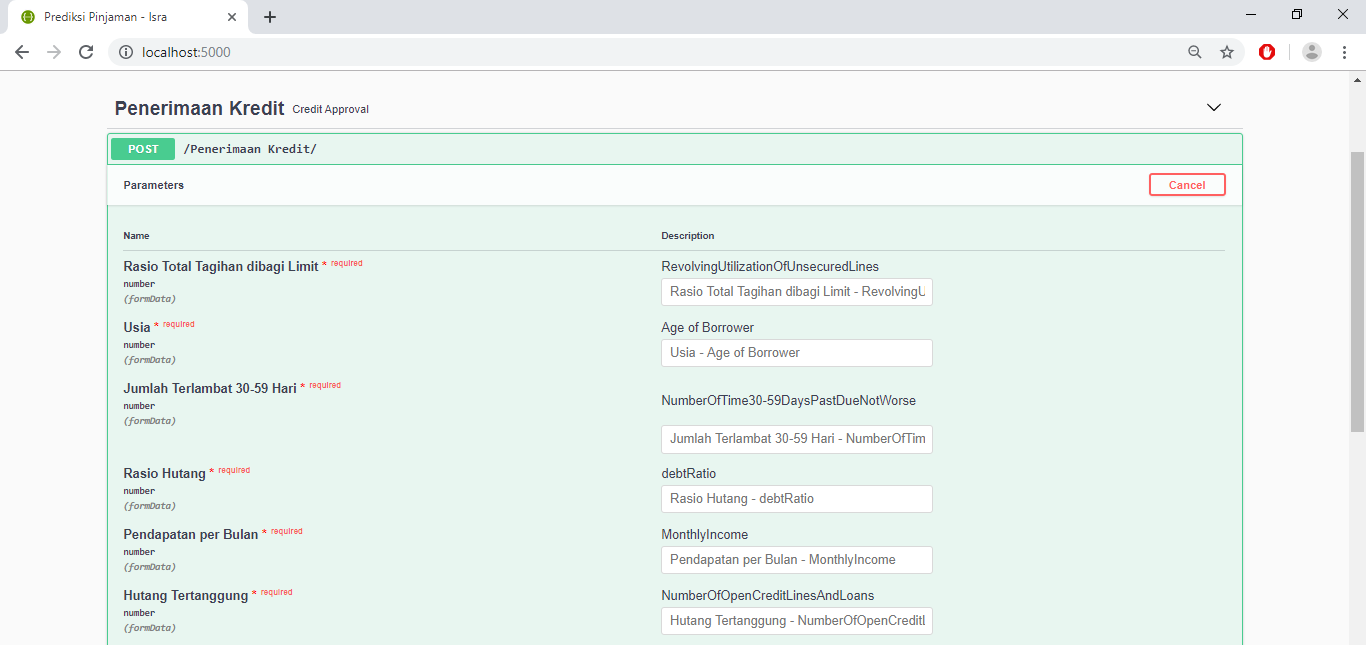 Prediksi Pinjaman - Isra
localhost:5000
Penerimaan Kredit Credit Approval
POST /Penerimaan Kredit/
Parameters Cancel
Name Description
Rasio Total Tagihan dibagi Limit * required RevolvingUtilizationOfUnsecuredLines
number
(formData)
Rasio Total Tagihan dibagi Limit - RevolvingU
Usia * required Age of Borrower
number
(formData)
Usia - Age of Borrower
Jumlah Terlambat 30-59 Hari * required
number
(formData)
NumberOfTime30-59DaysPastDueNotWorse
Jumlah Terlambat 30-59 Hari - NumberOfTim
Rasio Hutang * required debtRatio
number
(formData)
Rasio Hutang - debtRatio
Pendapatan per Bulan * required MonthlyIncome
number
(formData)
Pendapatan per Bulan - MonthlyIncome
Hutang Tertanggung * required NumberOfOpenCreditLinesAndLoans
number
(formData)
Hutang Tertanggung - NumberOfOpenCreditL